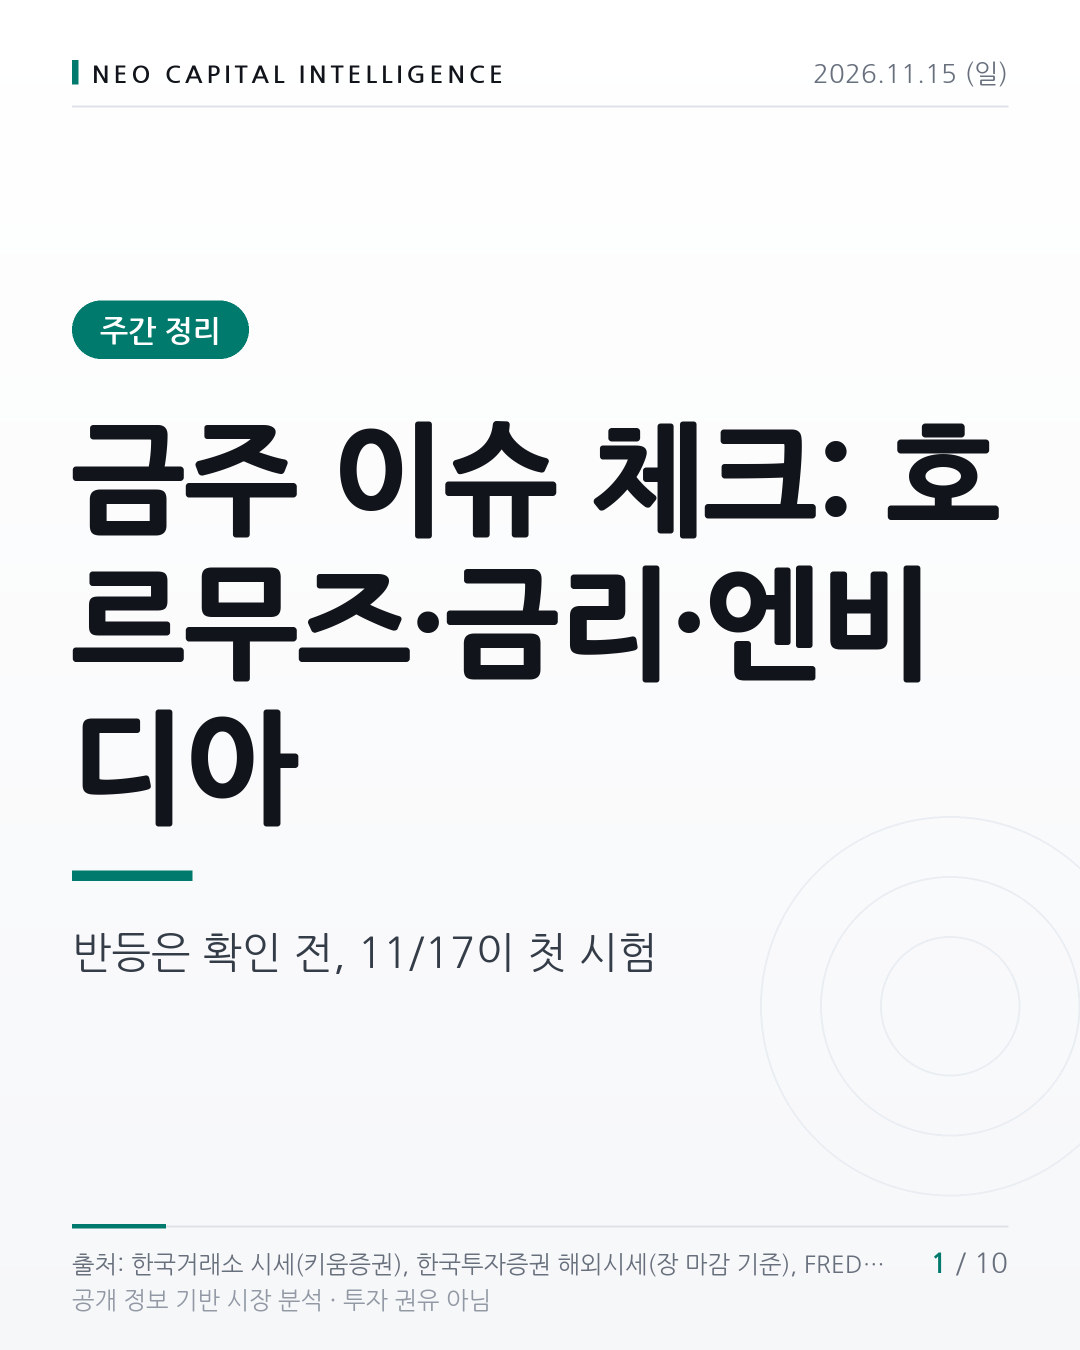 NEO CAPITAL INTELLIGENCE
2026.11.15 (일)
주간 정리
금주 이슈 체크: 호
르무즈·금리·엔비
디아
반등은 확인 전, 11/17이 첫 시험
출처: 한국거래소 시세(키움증권), 한국투자증권 해외시세(장 마감 기준), FRED…
1 / 10
공개 정보 기반 시장 분석 · 투자 권유 아님